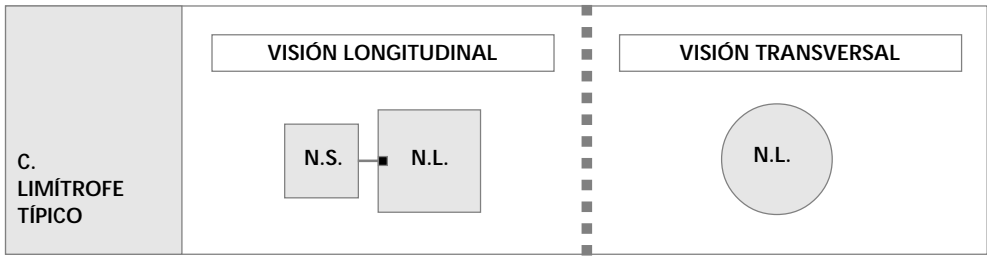 VISIÓN LONGITUDINAL
VISIÓN TRANSVERSAL
C.
LIMÍTROFE
TÍPICO
N.S.
N.L.
N.L.